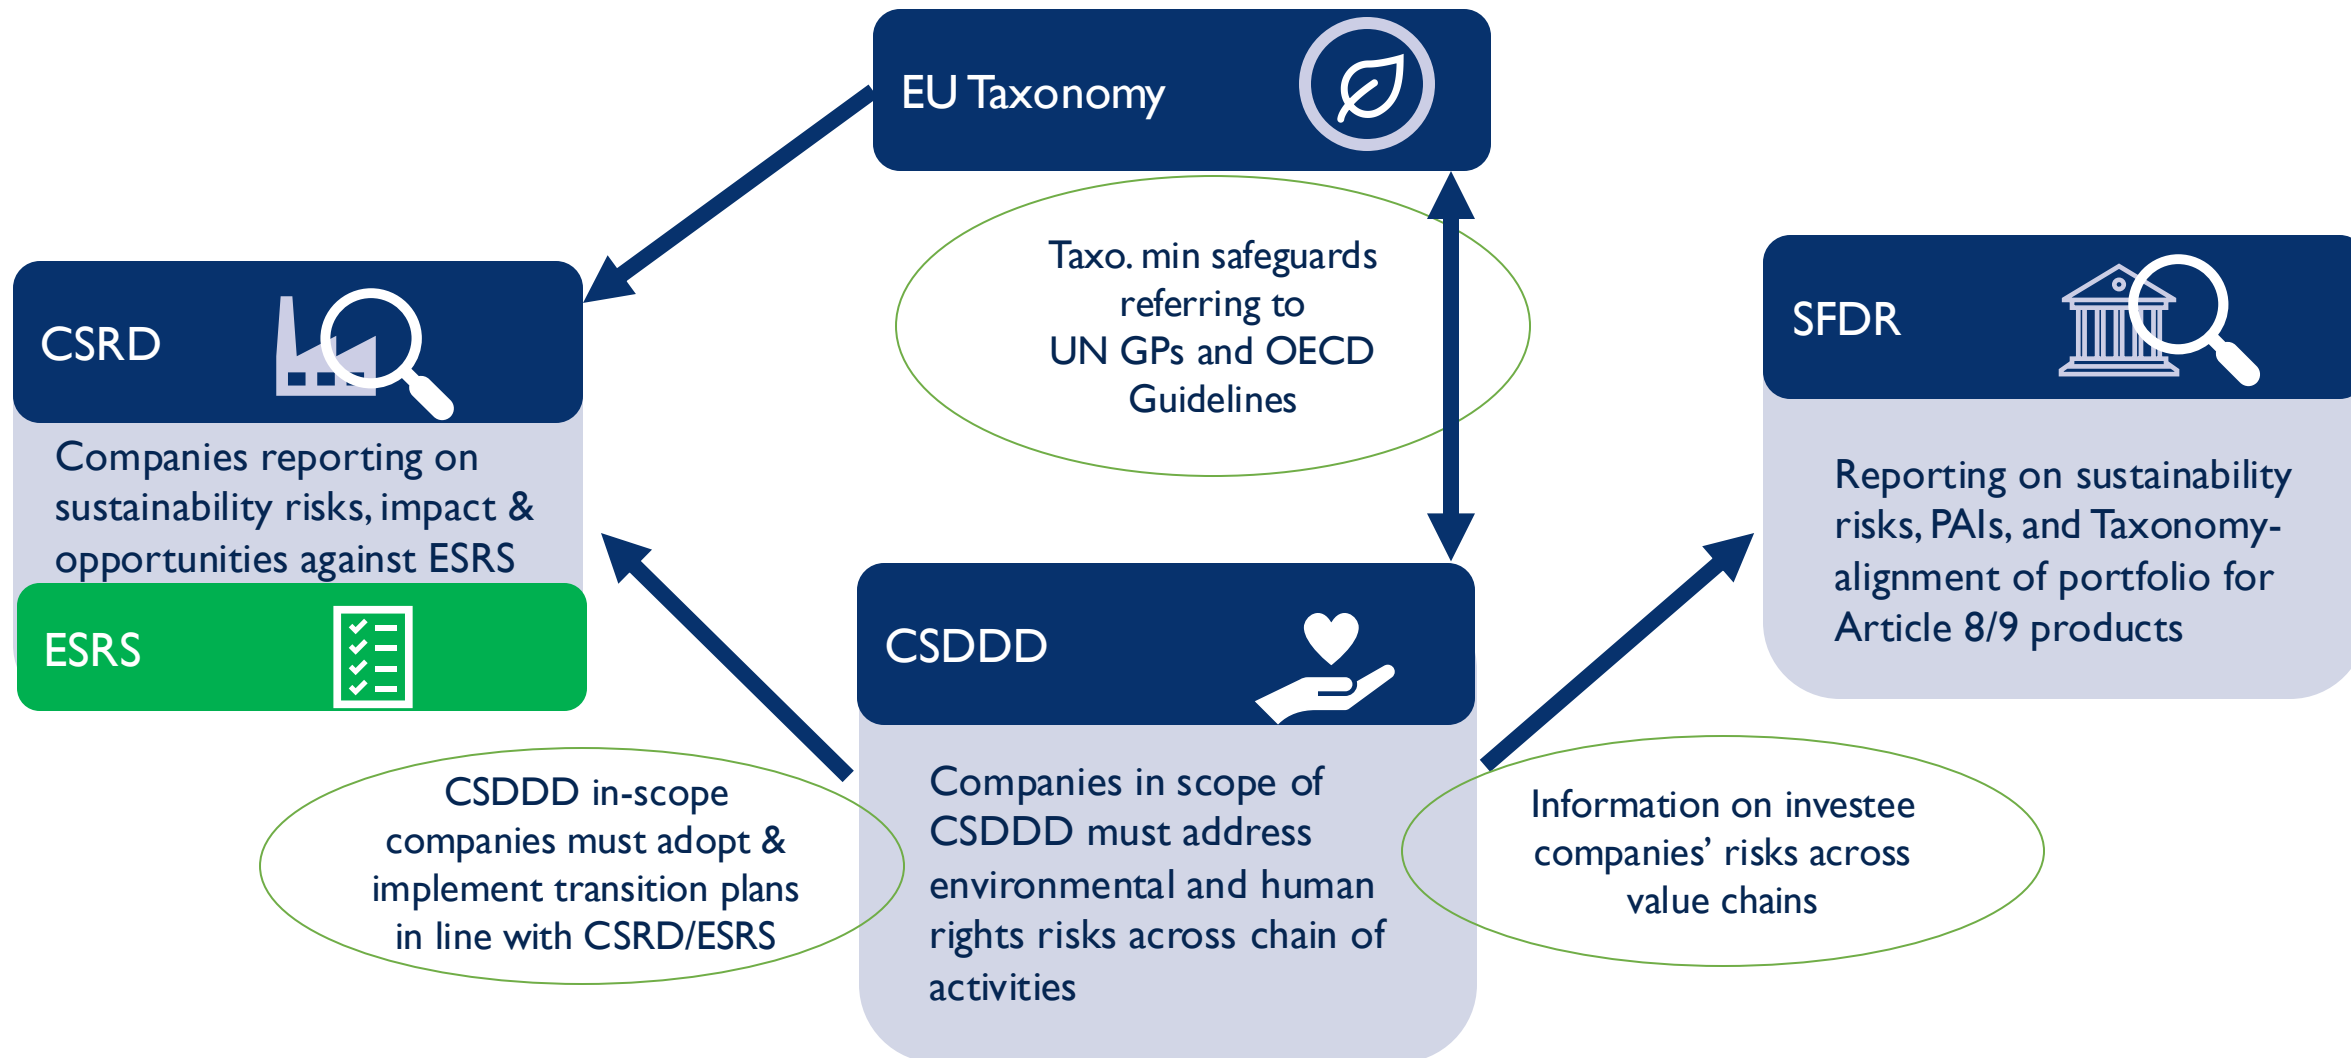 EU Taxonomy
Taxo. min safeguards
referring to
UN GPs and OECD
Guidelines
CSRD
Companies reporting on
sustainability risks, impact &
opportunities against ESRS
ESRS
SFDR
Reporting on sustainability
risks, PAIs, and Taxonomy-
alignment of portfolio for
Article 8/9 products
CSDDD
Companies in scope of
CSDDD must address
environmental and human
rights risks across chain of
activities
CSDDD in-scope
companies must adopt &
implement transition plans
in line with CSRD/ESRS
Information on investee
companies’ risks across
value chains